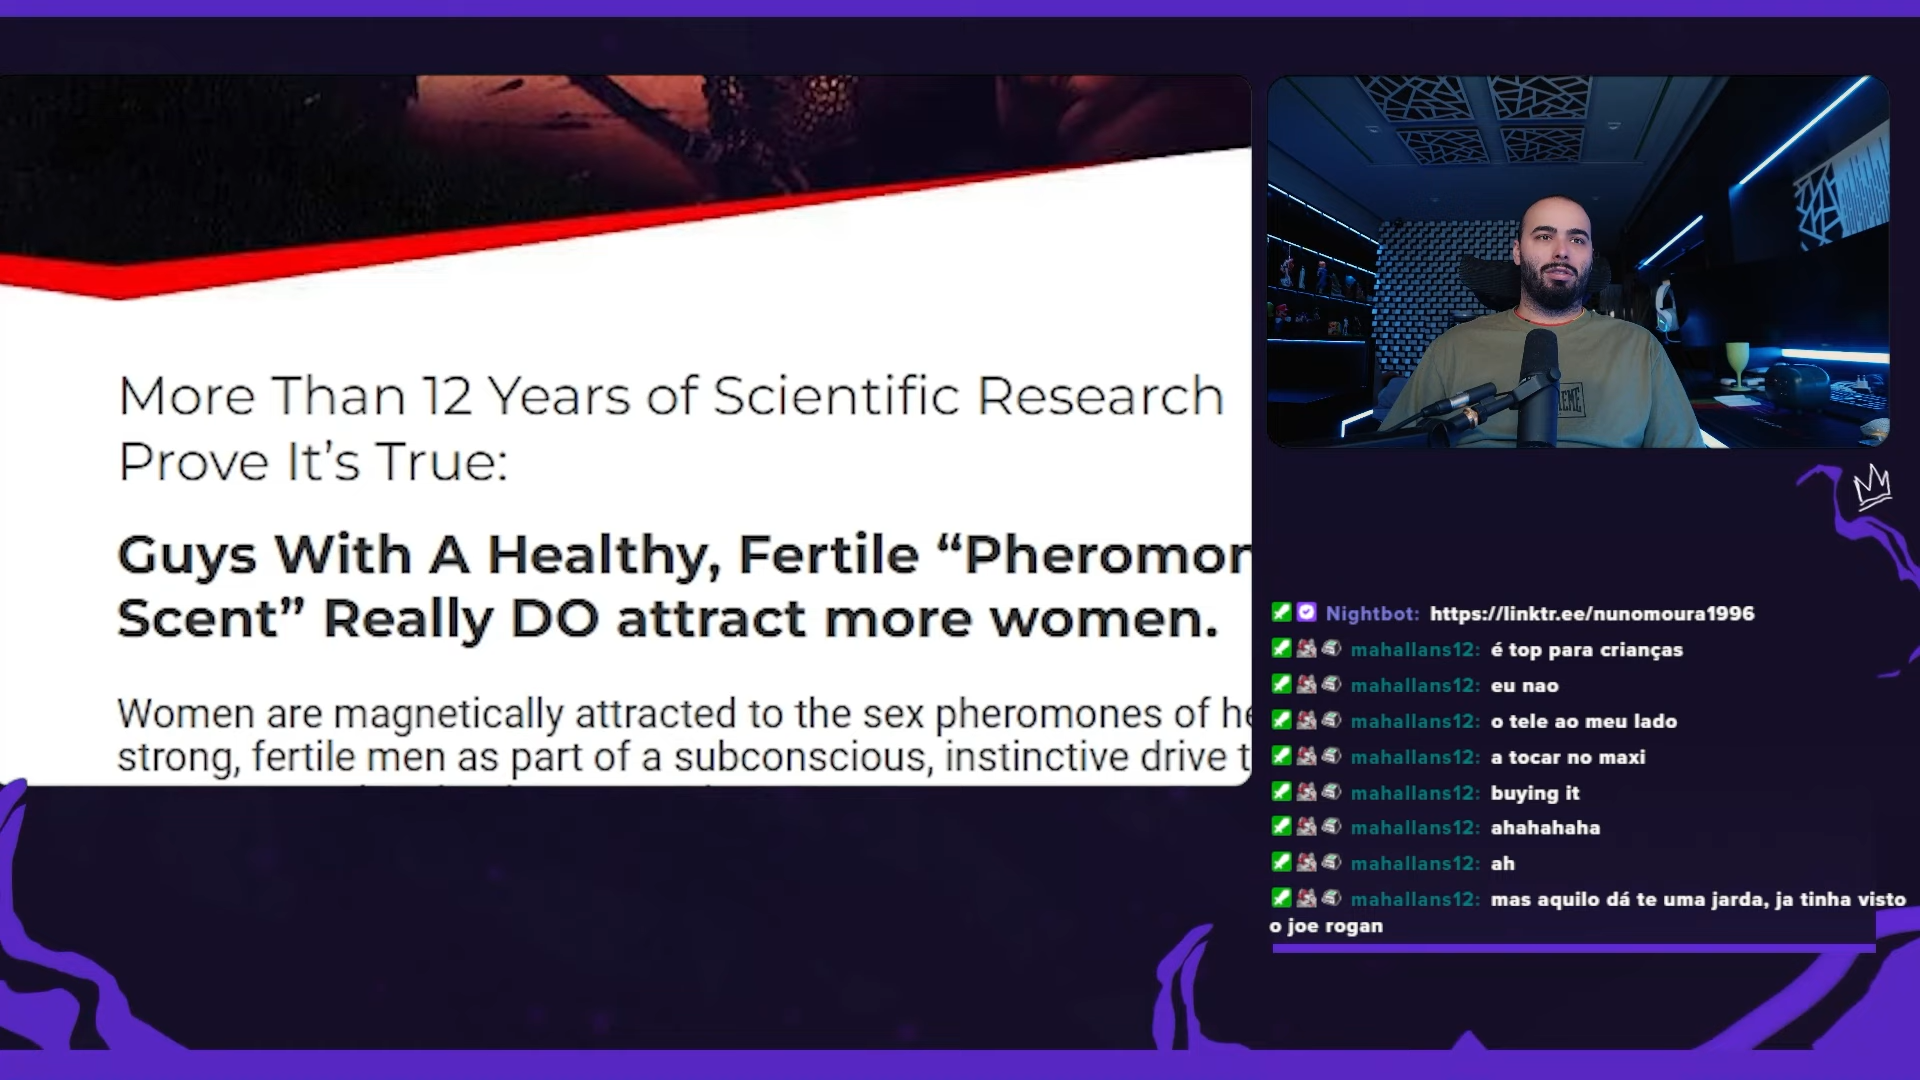 More Than 12 Years of Scientific Research
Prove It’s True:
Guys With A Healthy, Fertile “Pheromon
Scent” Really DO attract more women.
Women are magnetically attracted to the sex pheromones of he
strong, fertile men as part of a subconscious, instinctive drive t
Nightbot: https://linktr.ee/nunomoura1996
mahallans12: é top para crianças
mahallans12: eu nao
mahallans12: o tele ao meu lado
mahallans12: a tocar no maxi
mahallans12: buying it
mahallans12: ahahahaha
mahallans12: ah
mahallans12: mas aquilo dá te uma jarda, ja tinha visto
o joe rogan